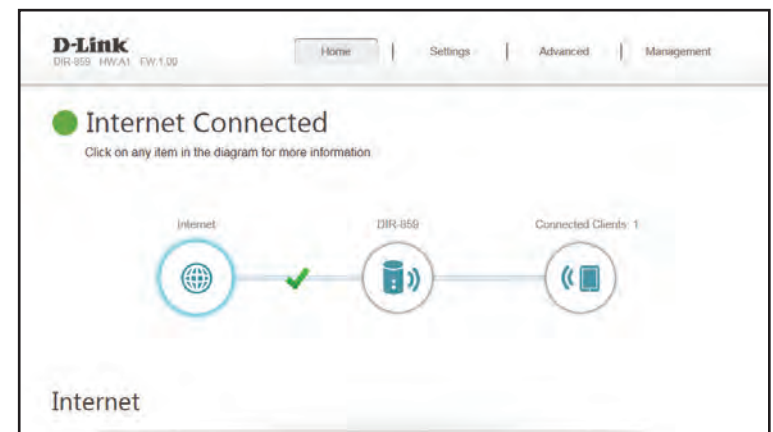 D-Link
DIR-859 HW:A1 FW:1.00
Home | Settings | Advanced | Management
Internet Connected
Click on any item in the diagram for more information
Internet
DIR-859
Connected Clients: 1
Internet